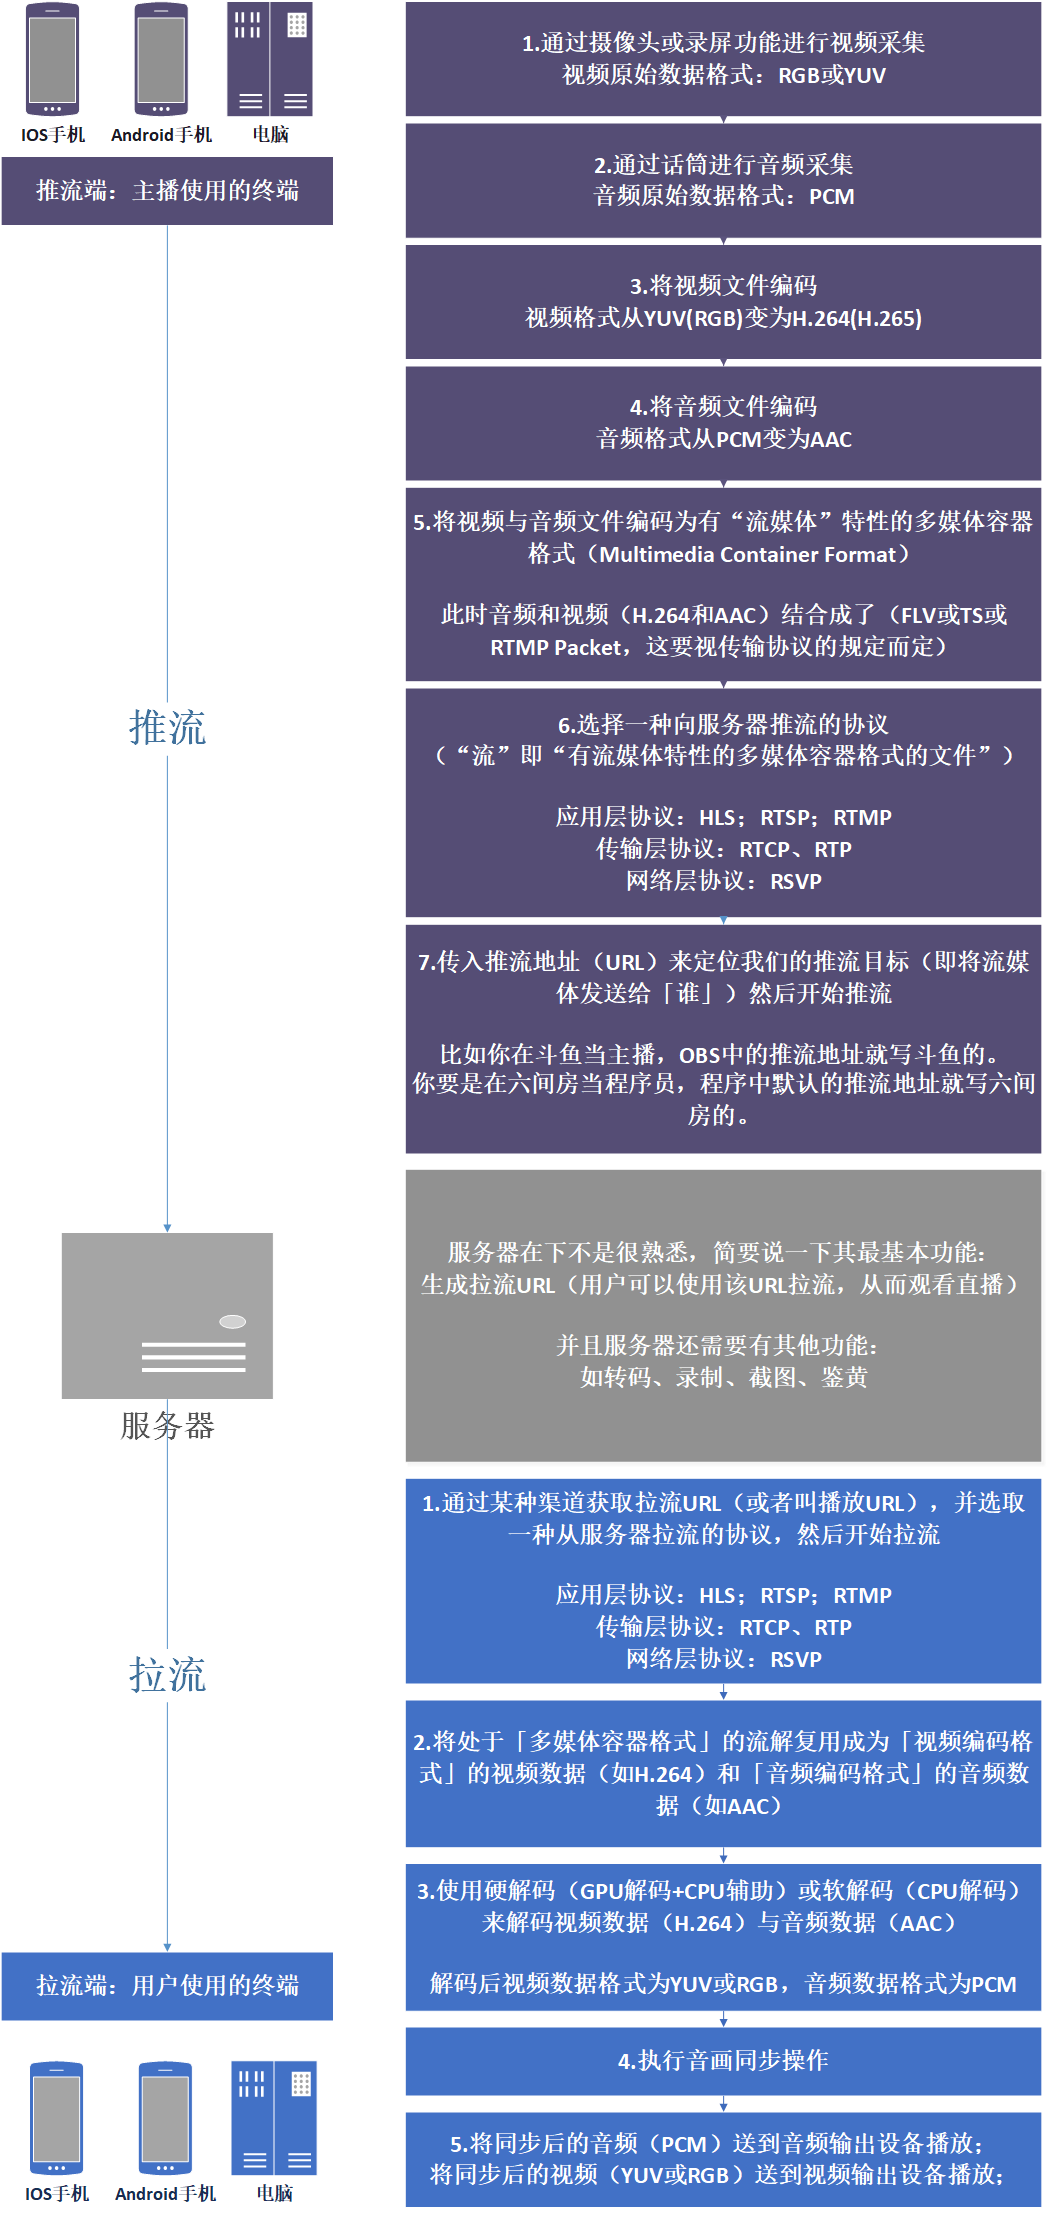 IOS手机
Android手机
电脑
推流端：主播使用的终端
1.通过摄像头或录屏功能进行视频采集
视频原始数据格式：RGB或YUV
2.通过话筒进行音频采集
音频原始数据格式：PCM
3.将视频文件编码
视频格式从YUV(RGB)变为H.264(H.265)
4.将音频文件编码
音频格式从PCM变为AAC
5.将视频与音频文件编码为有“流媒体”特性的多媒体容器
格式（Multimedia Container Format）
此时音频和视频（H.264和AAC）结合成了（FLV或TS或
RTMP Packet，这要视传输协议的规定而定）
推流
6.选择一种向服务器推流的协议
（“流”即“有流媒体特性的多媒体容器格式的文件”）
应用层协议：HLS；RTSP；RTMP
传输层协议：RTCP、RTP
网络层协议：RSVP
7.传入推流地址（URL）来定位我们的推流目标（即将流媒
体发送给「谁」）然后开始推流
比如你在斗鱼当主播，OBS中的推流地址就写斗鱼的。
你要是在六间房当程序员，程序中默认的推流地址就写六间
房的。
服务器
服务器在下不是很熟悉，简要说一下其最基本功能：
生成拉流URL（用户可以使用该URL拉流，从而观看直播）
并且服务器还需要有其他功能：
如转码、录制、截图、鉴黄
拉流
1.通过某种渠道获取拉流URL（或者叫播放URL），并选取
一种从服务器拉流的协议，然后开始拉流
应用层协议：HLS；RTSP；RTMP
传输层协议：RTCP、RTP
网络层协议：RSVP
2.将处于「多媒体容器格式」的流解复用成为「视频编码格
式」的视频数据（如H.264）和「音频编码格式」的音频数
据（如AAC）
3.使用硬解码（GPU解码+CPU辅助）或软解码（CPU解码）
来解码视频数据（H.264）与音频数据（AAC）
解码后视频数据格式为YUV或RGB，音频数据格式为PCM
拉流端：用户使用的终端
4.执行音画同步操作
5.将同步后的音频（PCM）送到音频输出设备播放；
将同步后的视频（YUV或RGB）送到视频输出设备播放；
IOS手机
Android手机
电脑